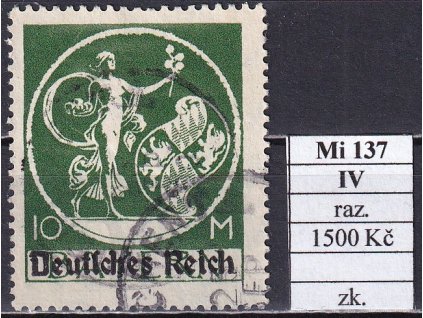 10 M
Deutsches Reich
Mi 137
IV
raz.
1500 Kč
zk.